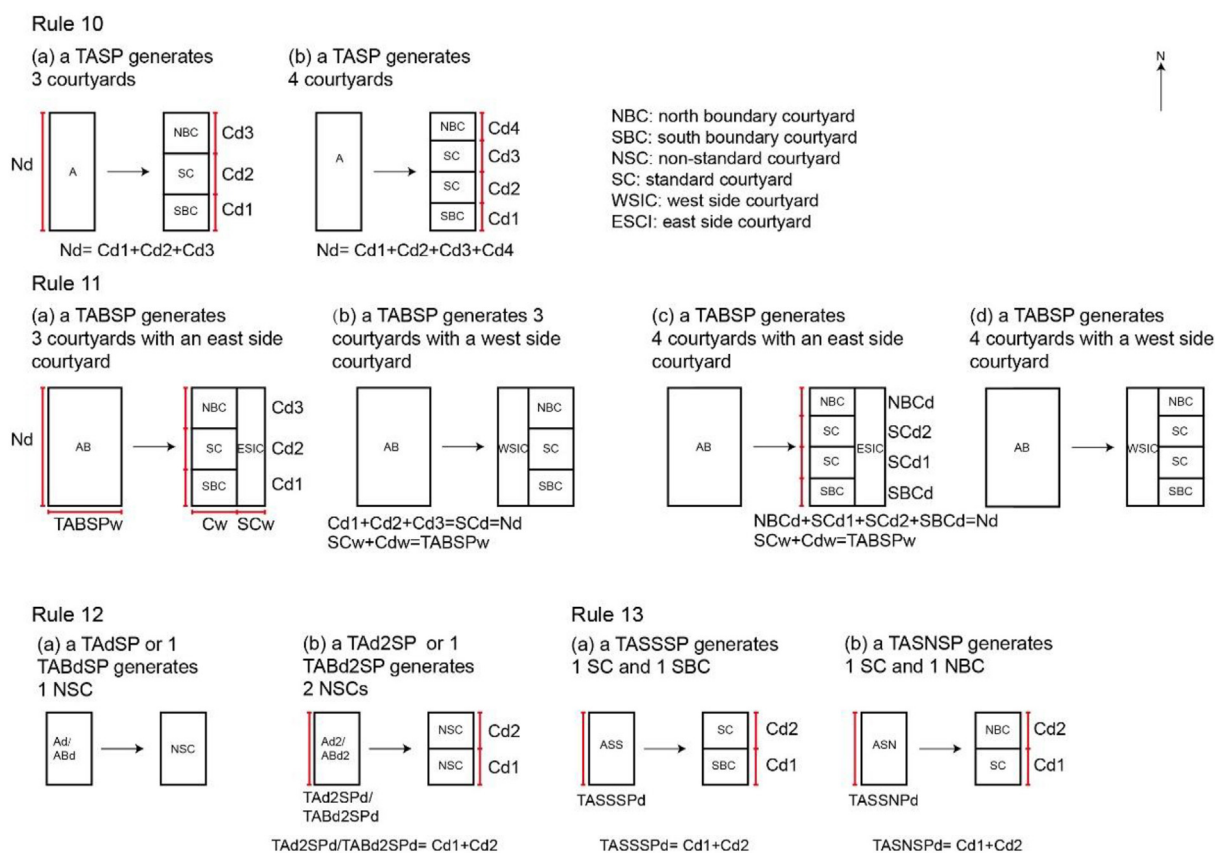 Rule 10
(a) a TASP generates
3 courtyards
(b) a TASP generates
4 courtyards
N
Nd
A
NBC
SC
SBC
Cd3
Cd2
Cd1
Nd= Cd1+Cd2+Cd3
A
NBC
SC
SC
SBC
Cd4
Cd3
Cd2
Cd1
Nd= Cd1+Cd2+Cd3+Cd4
NBC: north boundary courtyard
SBC: south boundary courtyard
NSC: non-standard courtyard
SC: standard courtyard
WSIC: west side courtyard
ESCI: east side courtyard
Rule 11
(a) a TABSP generates
3 courtyards with an east side
courtyard
(b) a TABSP generates 3
courtyards with a west side
courtyard
(c) a TABSP generates
4 courtyards with an east side
courtyard
(d) a TABSP generates
4 courtyards with a west side
courtyard
Nd
AB
TABSPw
NBC
SC
SBC
ESIC
Cd3
Cd2
Cd1
Cw
SCw
AB
WSIC
NBC
SC
SBC
Cd1+Cd2+Cd3=SCd=Nd
SCw+Cdw=TABSPw
AB
NBC
SC
SC
SBC
ESIC
NBCd
SCd2
SCd1
SBCd
NBCd+SCd1+SCd2+SBCd=Nd
SCw+Cdw=TABSPw
AB
WSIC
NBC
SC
SC
SBC
Rule 12
(a) a TAdSP or 1
TABdSP generates
1 NSC
(b) a TAd2SP or 1
TABd2SP generates
2 NSCs
Ad/
ABd
NSC
Ad2/
ABd2
TAd2SPd/
TABd2SPd
NSC
NSC
Cd2
Cd1
TAd2SPd/TABd2SPd= Cd1+Cd2
Rule 13
(a) a TASSSP generates
1 SC and 1 SBC
(b) a TASNSP generates
1 SC and 1 NBC
ASS
TASSSPd
SC
SBC
Cd2
Cd1
TASSSPd= Cd1+Cd2
ASN
TASSNPd
NBC
SC
Cd2
Cd1
TASNSPd= Cd1+Cd2